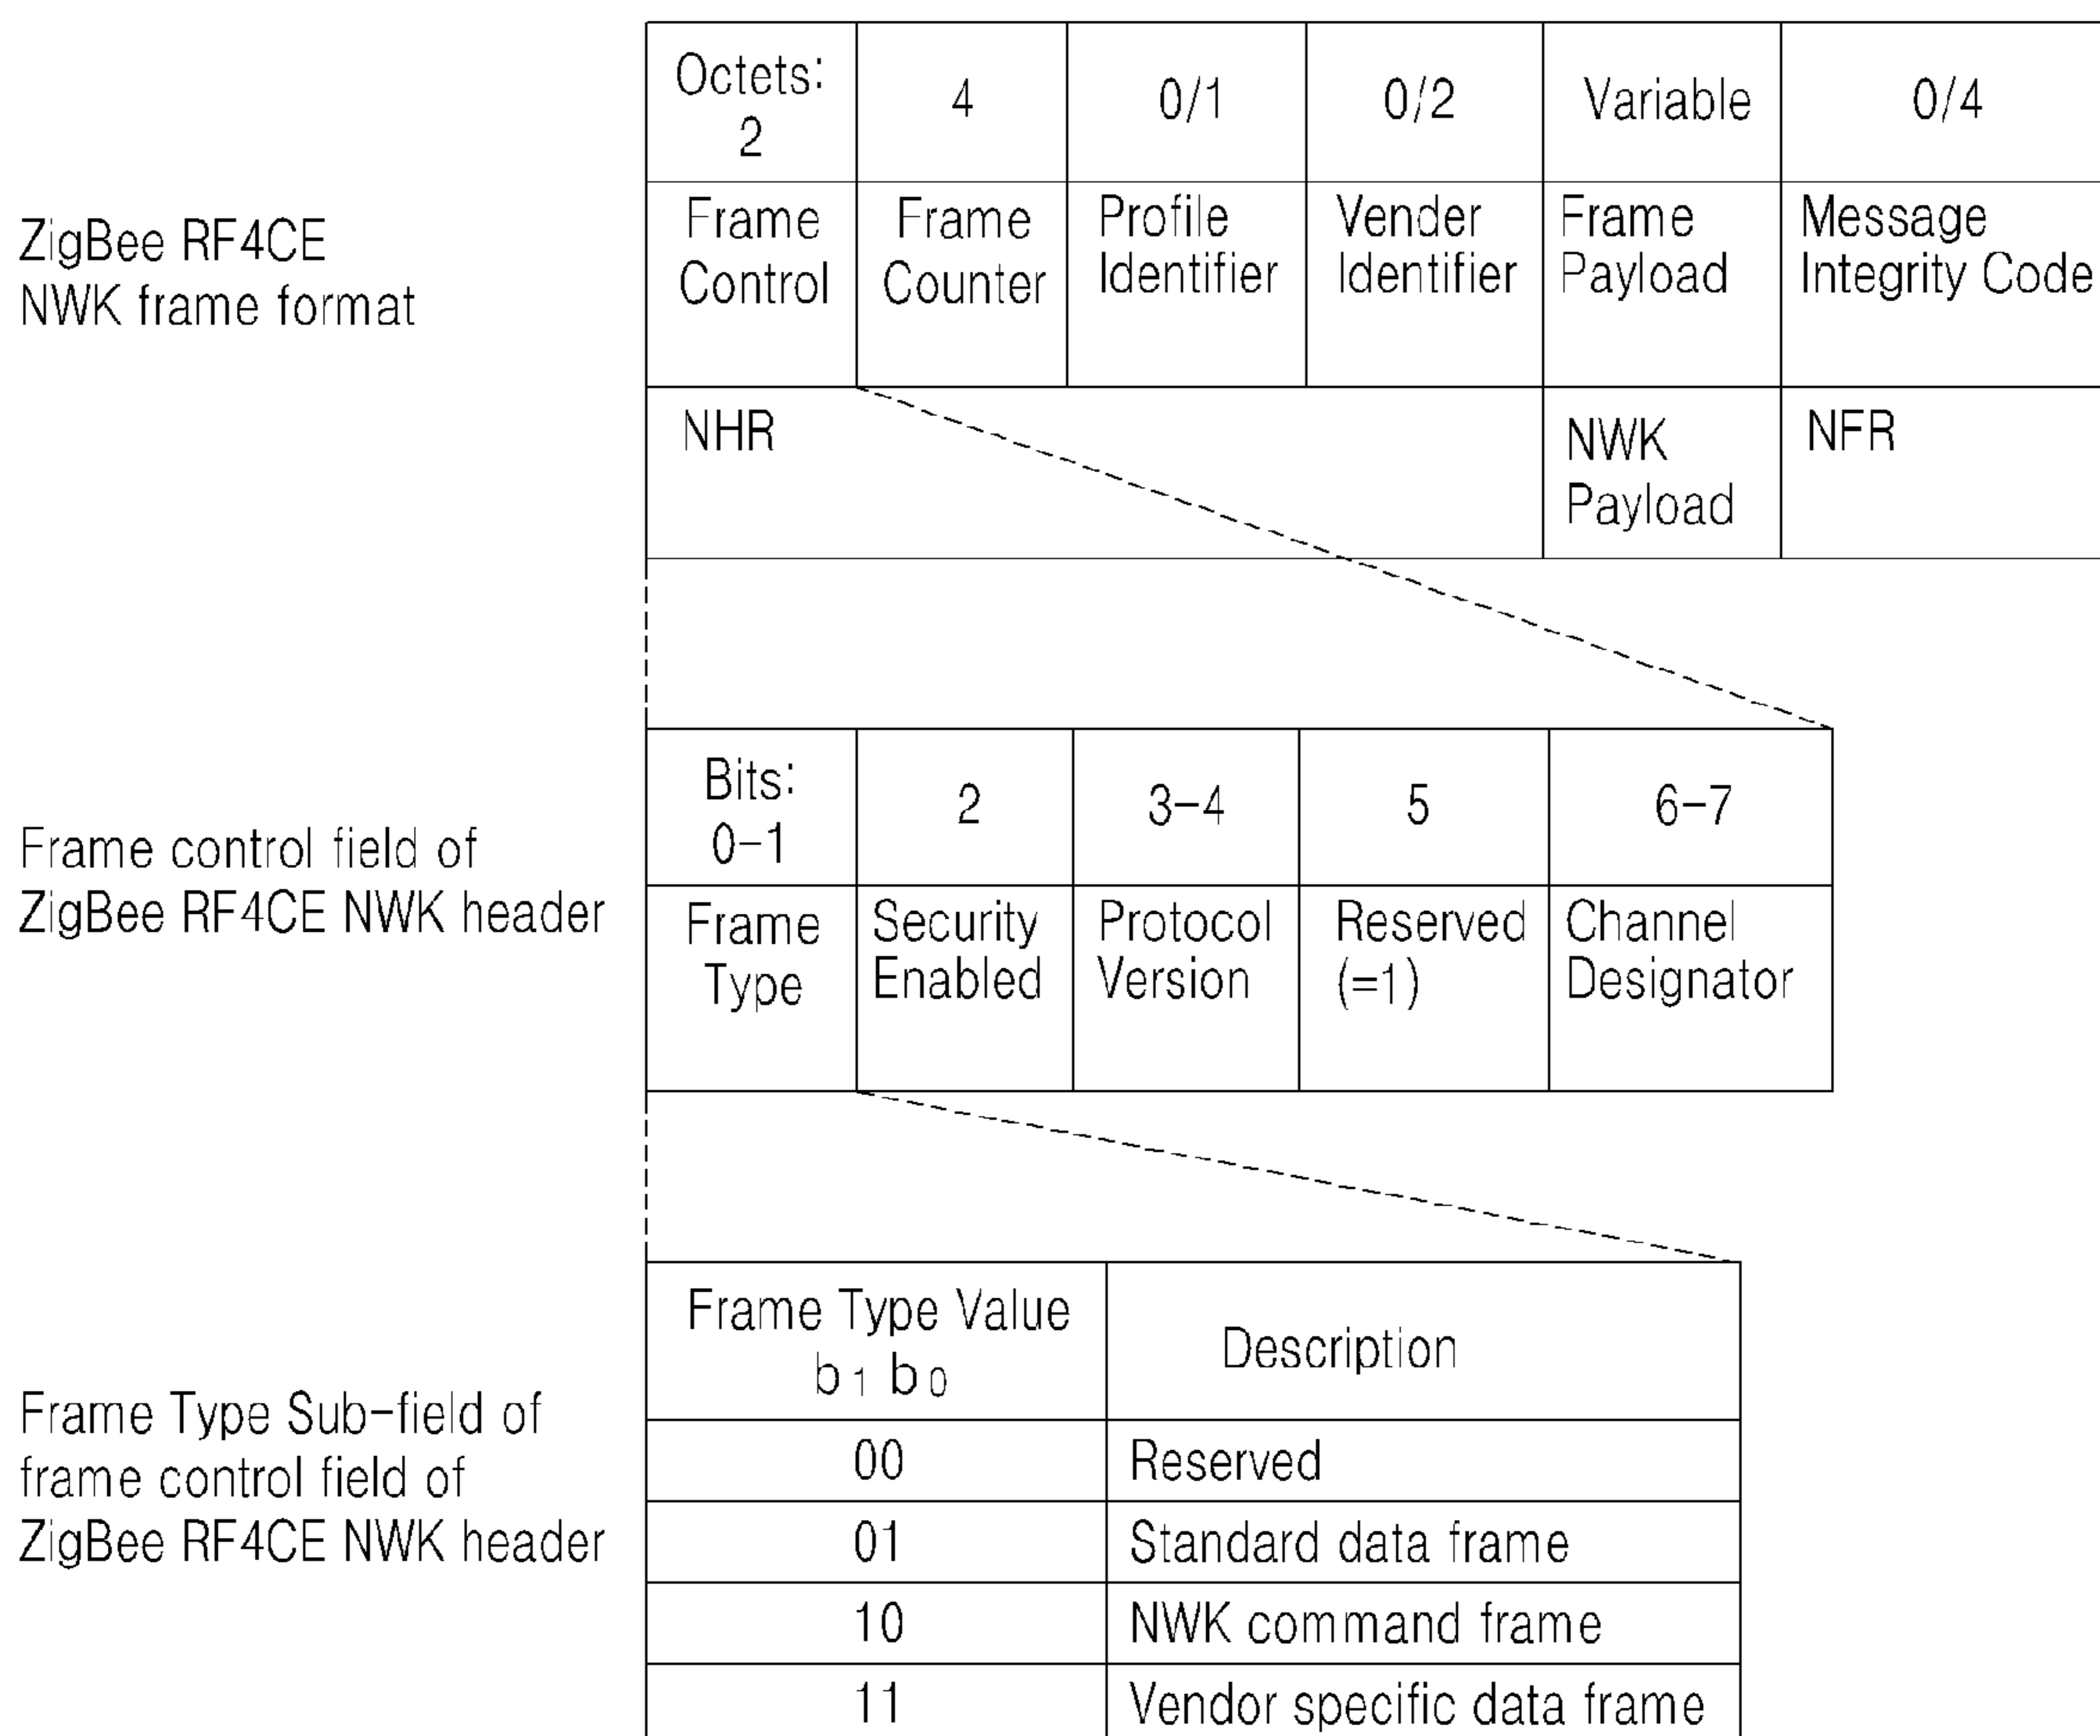 Octets:
2
4
0/1
0/2
Variable
0/4
ZigBee RF4CE
NWK frame format
Frame
Control
Frame
Counter
Profile
Identifier
Vender
Identifier
Frame
Payload
Message
Integrity Code
NHR
NWK
Payload
NFR
Frame control field of
ZigBee RF4CE NWK header
Bits:
0-1
2
3-4
5
6-7
Frame
Type
Security
Enabled
Protocol
Version
Reserved
(=1)
Channel
Designator
Frame Type Sub-field of
frame control field of
ZigBee RF4CE NWK header
Frame Type Value
b1 b0
Description
00
Reserved
01
Standard data frame
10
NWK command frame
11
Vendor specific data frame